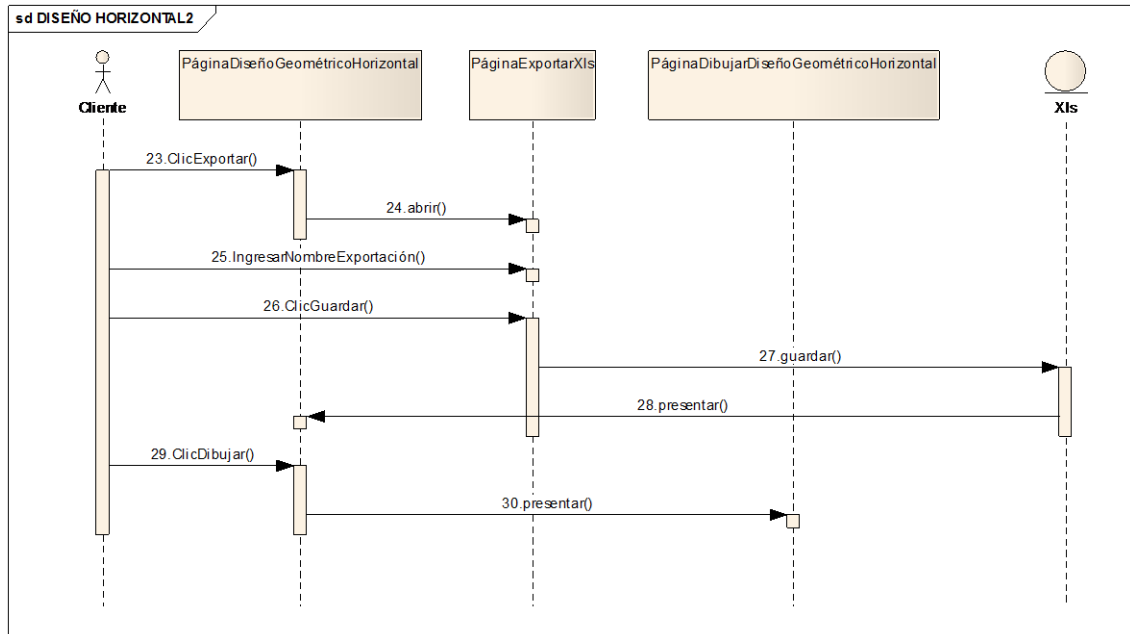 sd DISEÑO HORIZONTAL2
Cliente
PáginaDiseñoGeométricoHorizontal
PáginaExportarXls
PáginaDibujarDiseñoGeométricoHorizontal
Xls
23.ClicExportar()
24.abrir()
25.IngresarNombreExportación()
26.ClicGuardar()
27.guardar()
28.presentar()
29.ClicDibujar()
30.presentar()